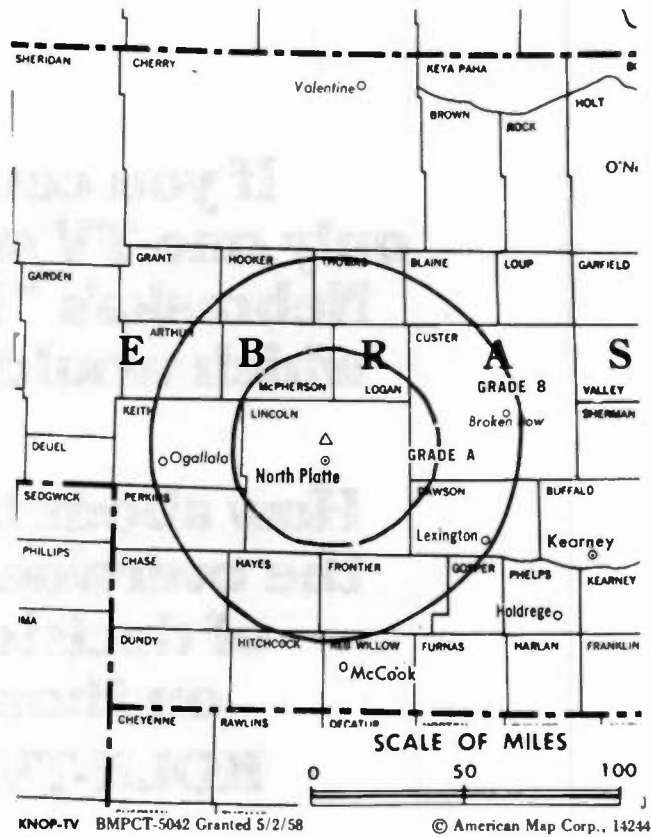 SHERIDAN CHERRY KEYA PAHA
Valentine
HOLT
BROWN ROCK
O'N
GRANT HOOKER THOMAS BLAINE LOUP GARFIELD
GARDEN
ARTHUR CUSTER
E B R A S
McPHERSON LOGAN GRADE B VALLEY
KEITH LINCOLN SHERMAN
Broken Bow
DEUEL Ogallala GRADE A
North Platte
SEDGWICK PERKINS DAWSON BUFFALO
Lexington Kearney
PHILLIPS CHASE HAYES FRONTIER GOSPER PHELPS
KEARNEY
IMA Holdrege
DUNDY HITCHCOCK RED WILLOW FURNAS HARLAN FRANKLIN
McCook
CHEYENNE RAWLINS DECATUR
SCALE OF MILES
0 50 100
KNOP-TV BMPCT-5042 Granted 5/2/58 © American Map Corp., 14244